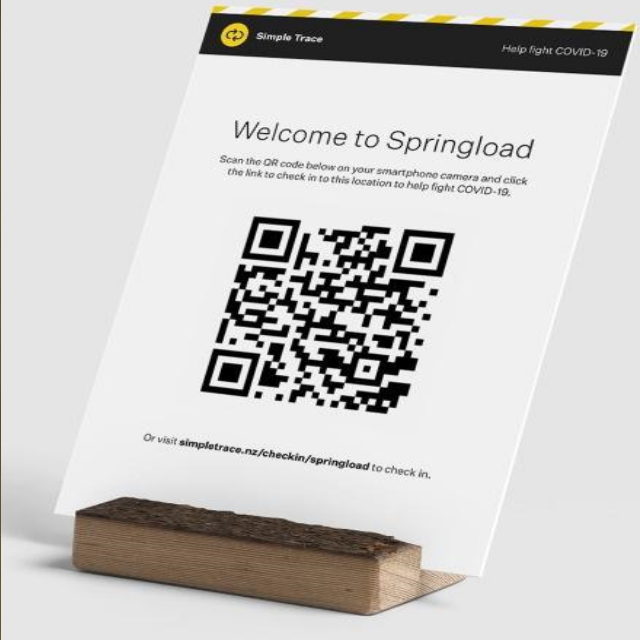 Simple Trace
Help fight COVID-19
Welcome to Springload
Scan the QR code below on your smartphone camera and click
the link to check in to this location to help fight COVID-19.
Or visit simpletrace.nz/checkin/springload to check in.